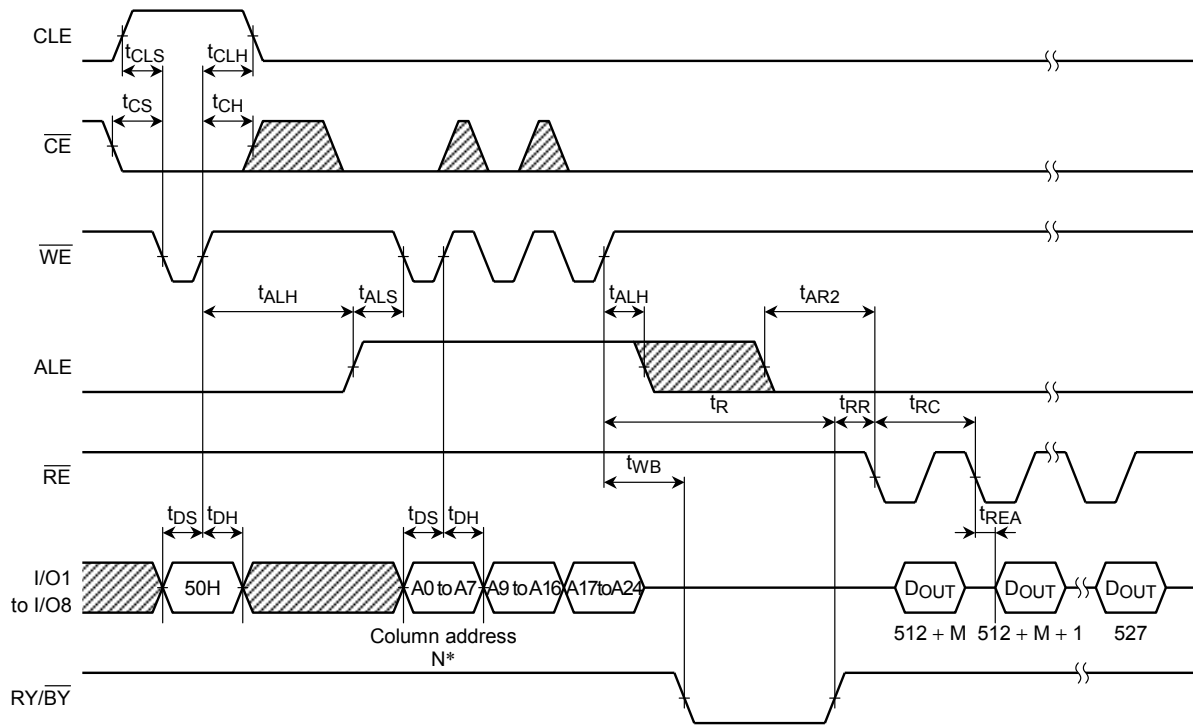 CLE
tCLS
tCLH
tCS
tCH
CE
WE
tALH
tALS
tALH
tAR2
ALE
tR
tRR
tRC
RE
tWB
tDS
tDH
tDS
tDH
tREA
I/O1
to I/O8
50H
A0 to A7
A9 to A16
A17 to A24
DOUT
DOUT
DOUT
512 + M
512 + M + 1
527
Column address
N*
RY/BY